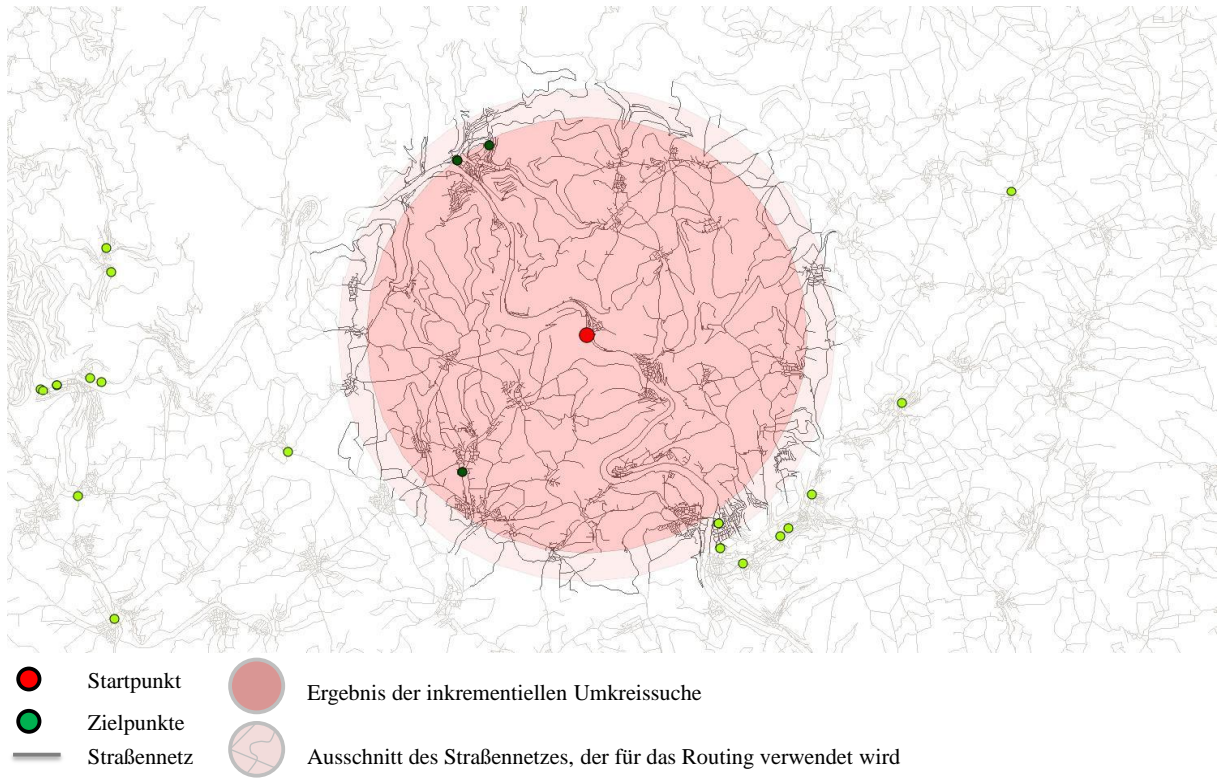 Startpunkt
Ergebnis der inkrementiellen Umkreissuche
Zielpunkte
Straßennetz
Ausschnitt des Straßennetzes, der für das Routing verwendet wird